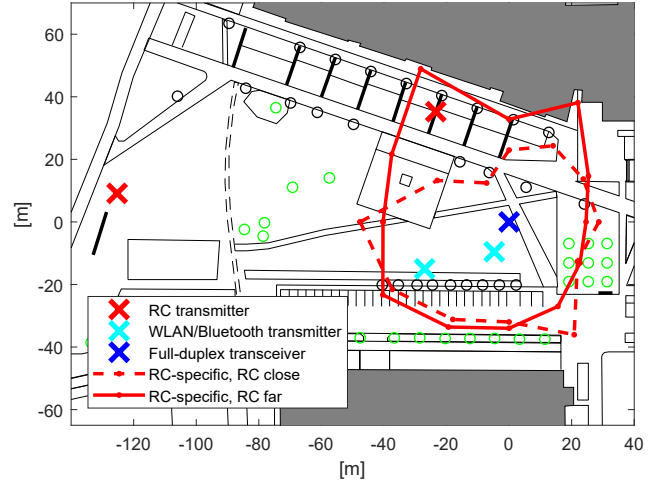 60
40
20
0
-20
-40
-60
[m]
RC transmitter
WLAN/Bluetooth transmitter
Full-duplex transceiver
RC-specific, RC close
RC-specific, RC far
-120 -100 -80 -60 -40 -20 0 20 40
[m]